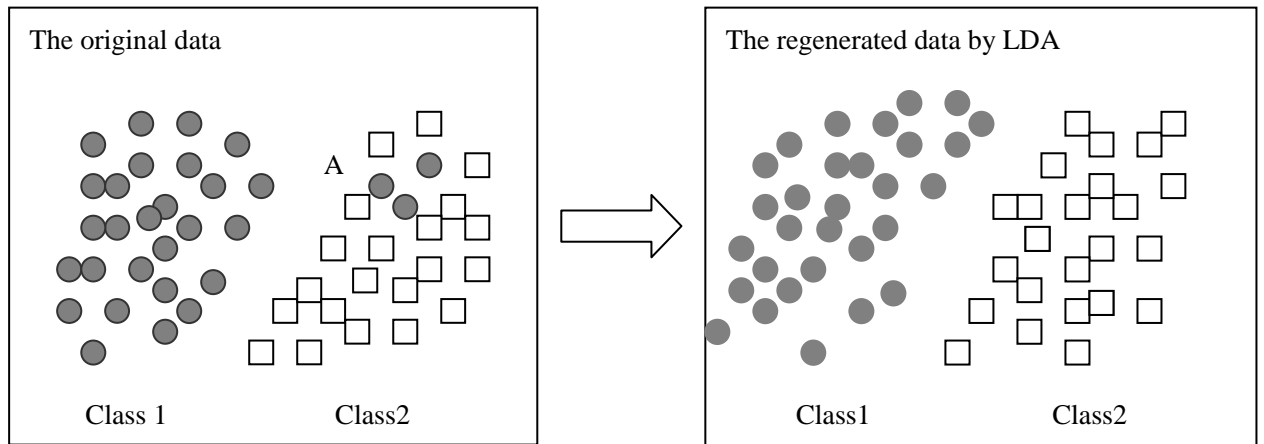 The original data
A
Class 1
Class2
The regenerated data by LDA
Class1
Class2